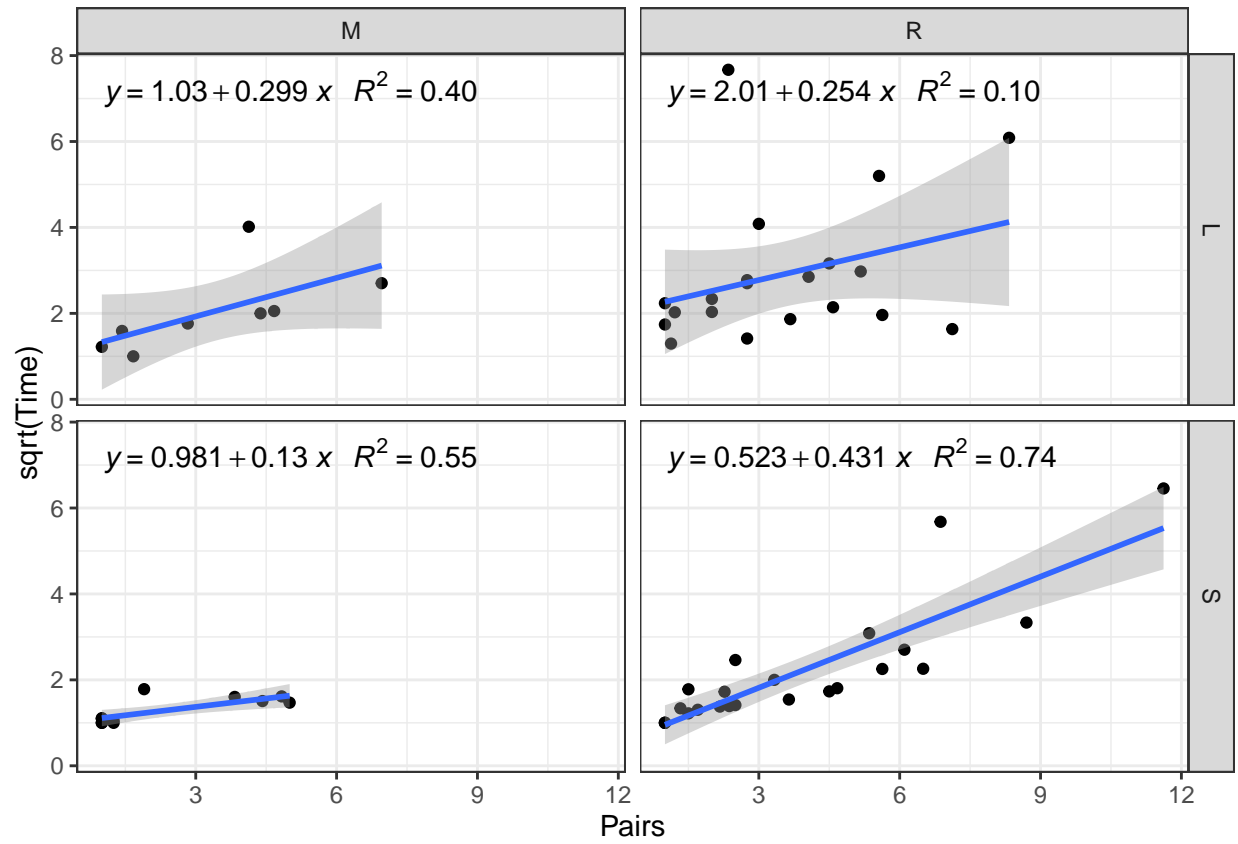 M
R
y = 1.03 + 0.299 x R² = 0.40
y = 2.01 + 0.254 x R² = 0.10
L
8
6
4
2
0
y = 0.981 + 0.13 x R² = 0.55
y = 0.523 + 0.431 x R² = 0.74
S
8
6
4
2
0
sqrt(Time)
3 6 9 12
3 6 9 12
Pairs